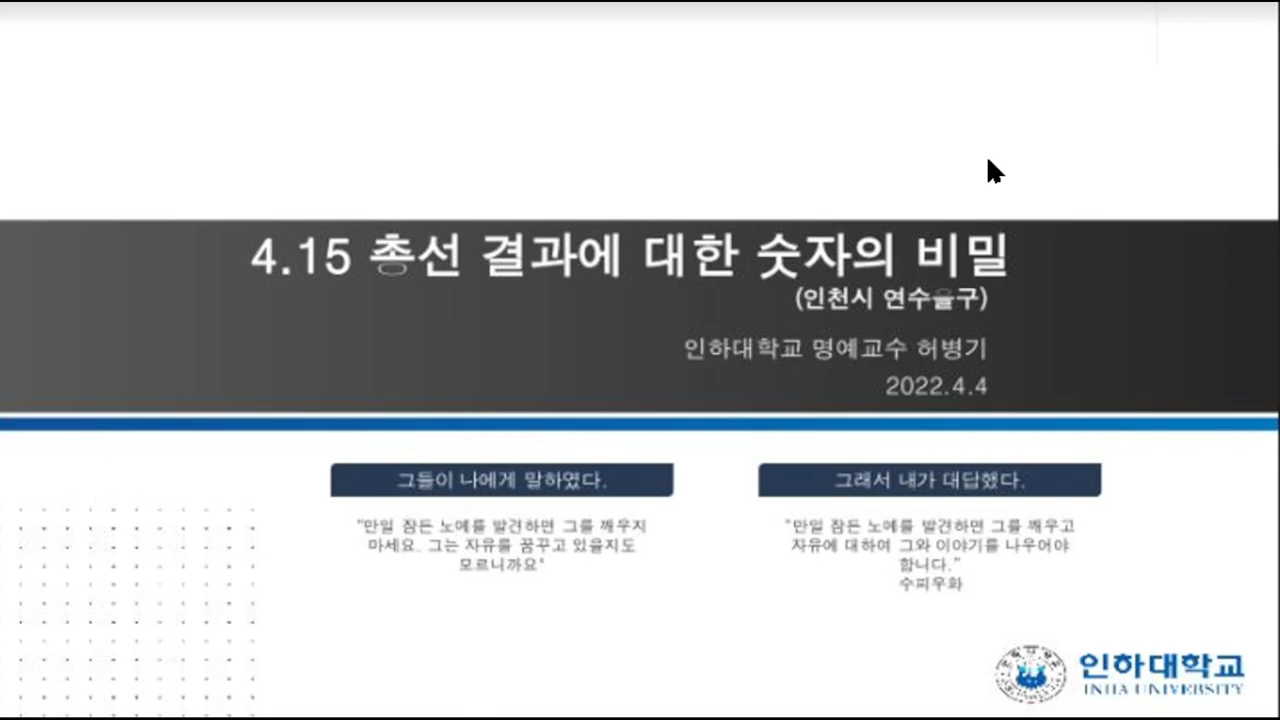 4.15 총선 결과에 대한 숫자의 비밀
(인천시 연수을구)
인하대학교 명예교수 허병기
2022.4.4
그들이 나에게 말하였다.
"만일 잠든 노예를 발견하면 그를 깨우지
마세요. 그는 자유를 꿈꾸고 있을지도
모르니까요"
그래서 내가 대답했다.
"만일 잠든 노예를 발견하면 그를 깨우고
자유에 대하여 그와 이야기를 나누어야
합니다."
수피우화
인하대학교
INHA UNIVERSITY